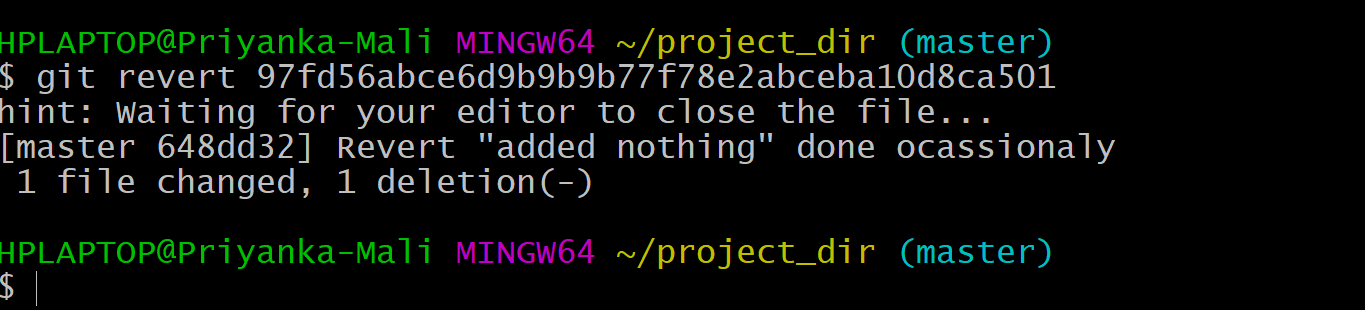 HPLAPTOP@Priyanka-Mali MINGW64 ~/project_dir (master)
$ git revert 97fd56abce6d9b9b9b77f78e2abceba10d8ca501
hint: Waiting for your editor to close the file...
[master 648dd32] Revert "added nothing" done ocassionaly
 1 file changed, 1 deletion(-)
HPLAPTOP@Priyanka-Mali MINGW64 ~/project_dir (master)
$